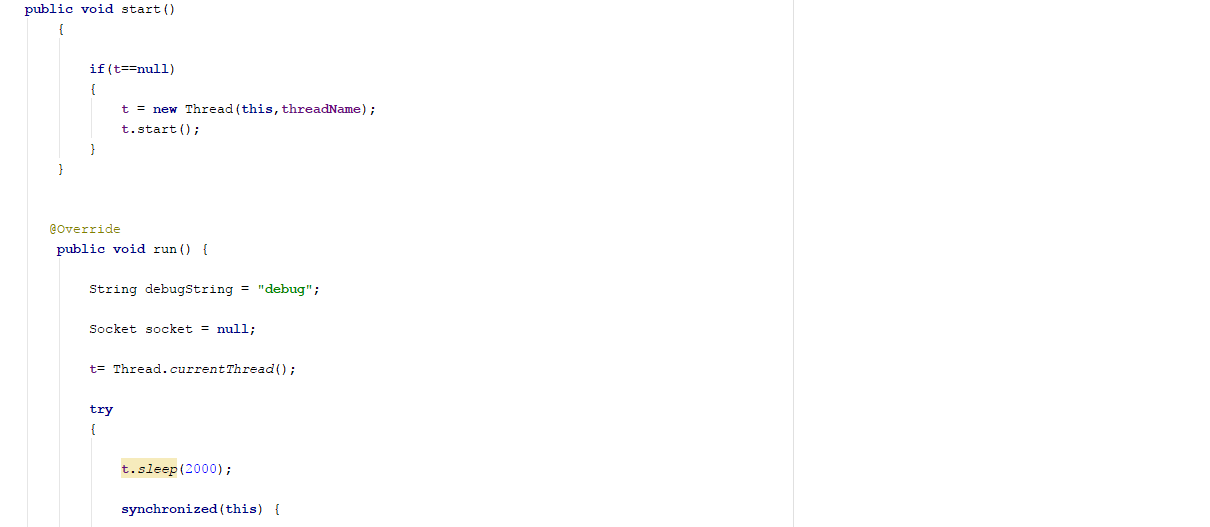 public void start()
{
if(t==null)
{
t = new Thread(this,threadName);
t.start();
}
}
@Override
public void run() {
String debugString = "debug";
Socket socket = null;
t= Thread.currentThread();
try
{
t.sleep(2000);
synchronized(this) {